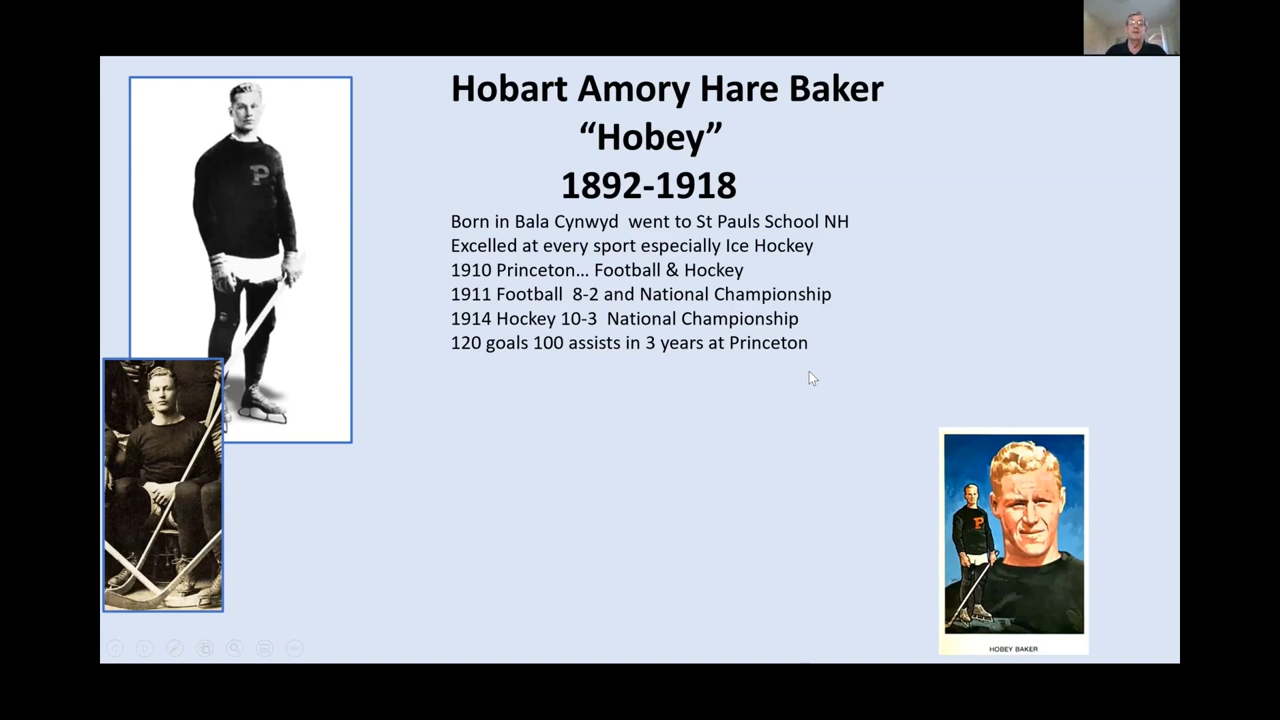 Hobart Amory Hare Baker
“Hobey”
1892-1918
Born in Bala Cynwyd  went to St Pauls School NH
Excelled at every sport especially Ice Hockey
1910 Princeton... Football & Hockey
1911 Football  8-2 and National Championship
1914 Hockey 10-3  National Championship
120 goals 100 assists in 3 years at Princeton
P
P
HOBEY BAKER